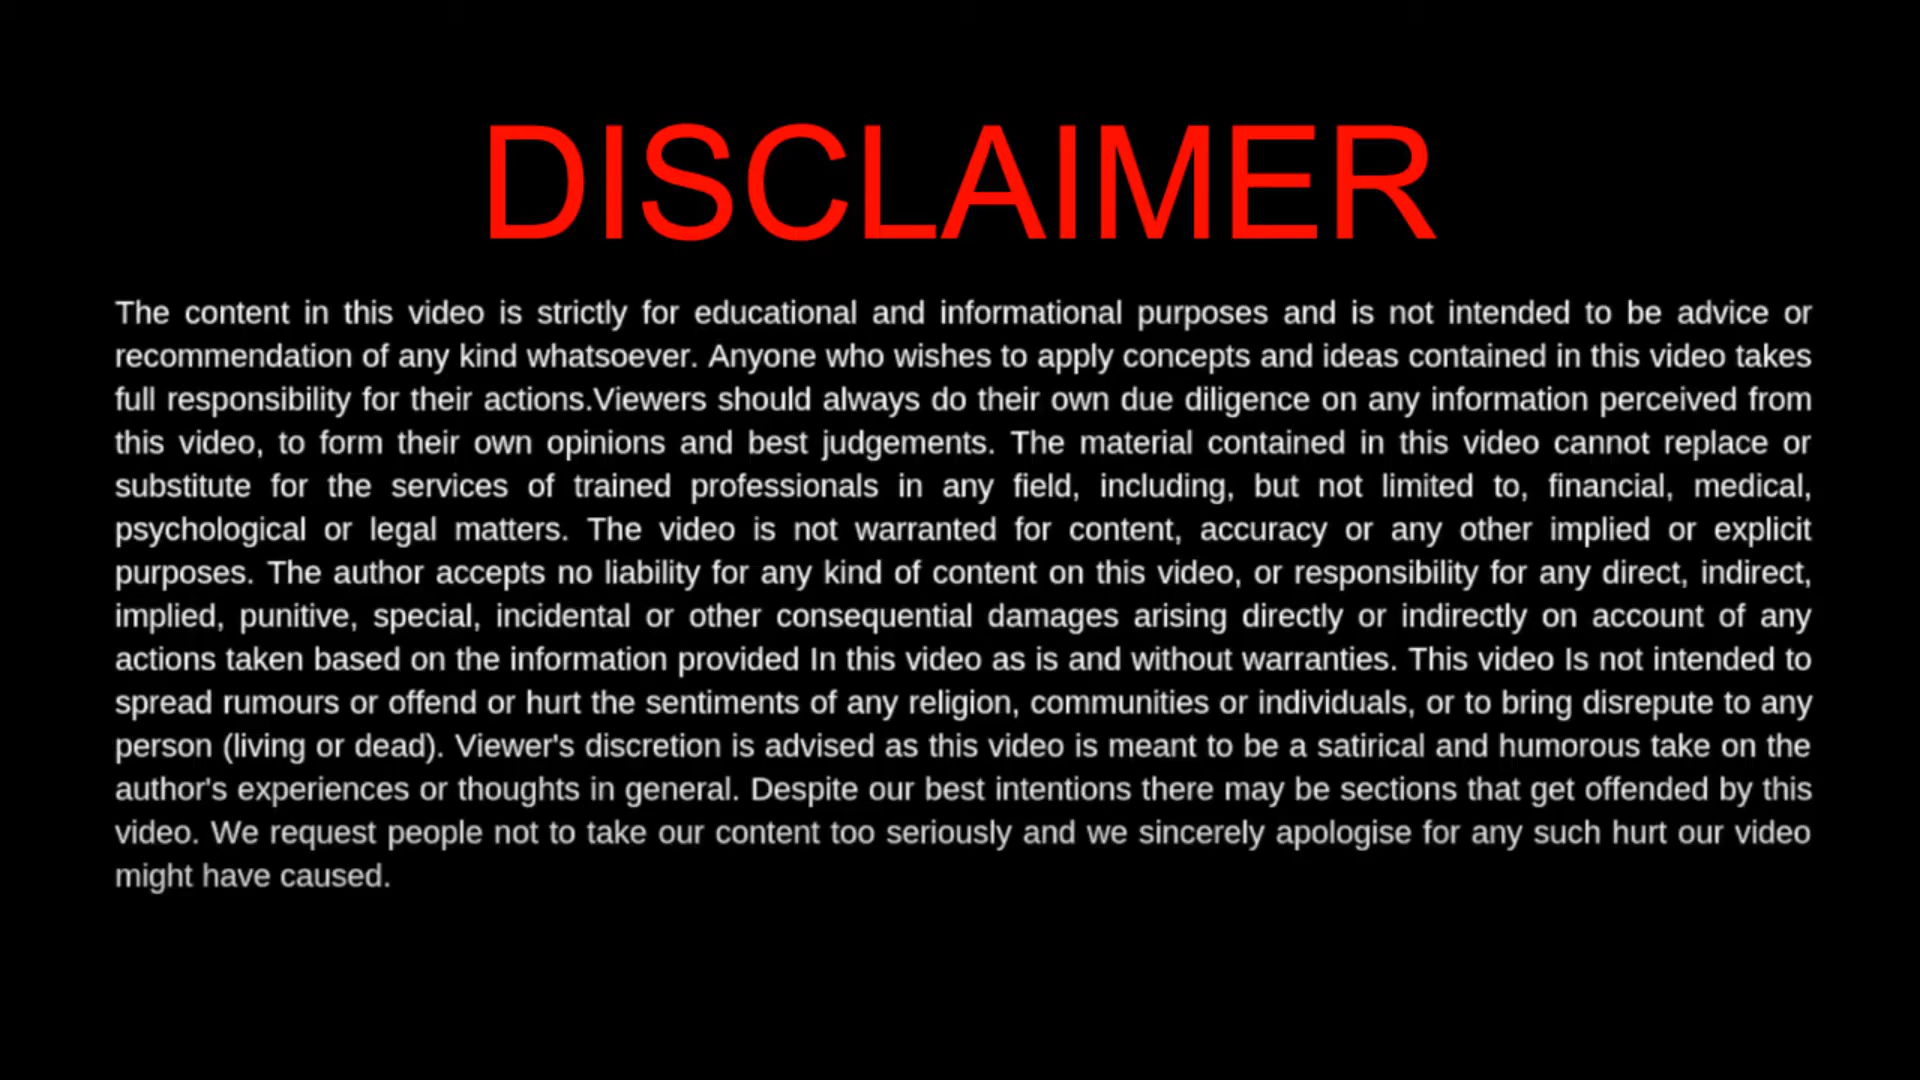 DISCLAIMER
The content in this video is strictly for educational and informational purposes and is not intended to be advice or
recommendation of any kind whatsoever. Anyone who wishes to apply concepts and ideas contained in this video takes
full responsibility for their actions.Viewers should always do their own due diligence on any information perceived from
this video, to form their own opinions and best judgements. The material contained in this video cannot replace or
substitute for the services of trained professionals in any field, including, but not limited to, financial, medical,
psychological or legal matters. The video is not warranted for content, accuracy or any other implied or explicit
purposes. The author accepts no liability for any kind of content on this video, or responsibility for any direct, indirect,
implied, punitive, special, incidental or other consequential damages arising directly or indirectly on account of any
actions taken based on the information provided In this video as is and without warranties. This video Is not intended to
spread rumours or offend or hurt the sentiments of any religion, communities or individuals, or to bring disrepute to any
person (living or dead). Viewer's discretion is advised as this video is meant to be a satirical and humorous take on the
author's experiences or thoughts in general. Despite our best intentions there may be sections that get offended by this
video. We request people not to take our content too seriously and we sincerely apologise for any such hurt our video
might have caused.